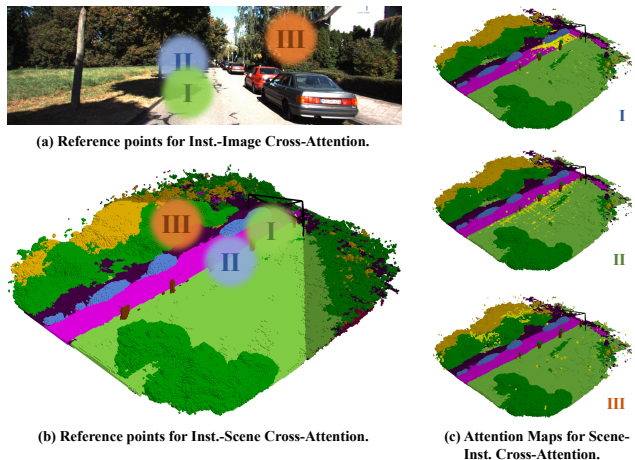 III
II
I
(a) Reference points for Inst.-Image Cross-Attention.
III
I
II
(b) Reference points for Inst.-Scene Cross-Attention.
I
II
III
(c) Attention Maps for Scene-
Inst. Cross-Attention.